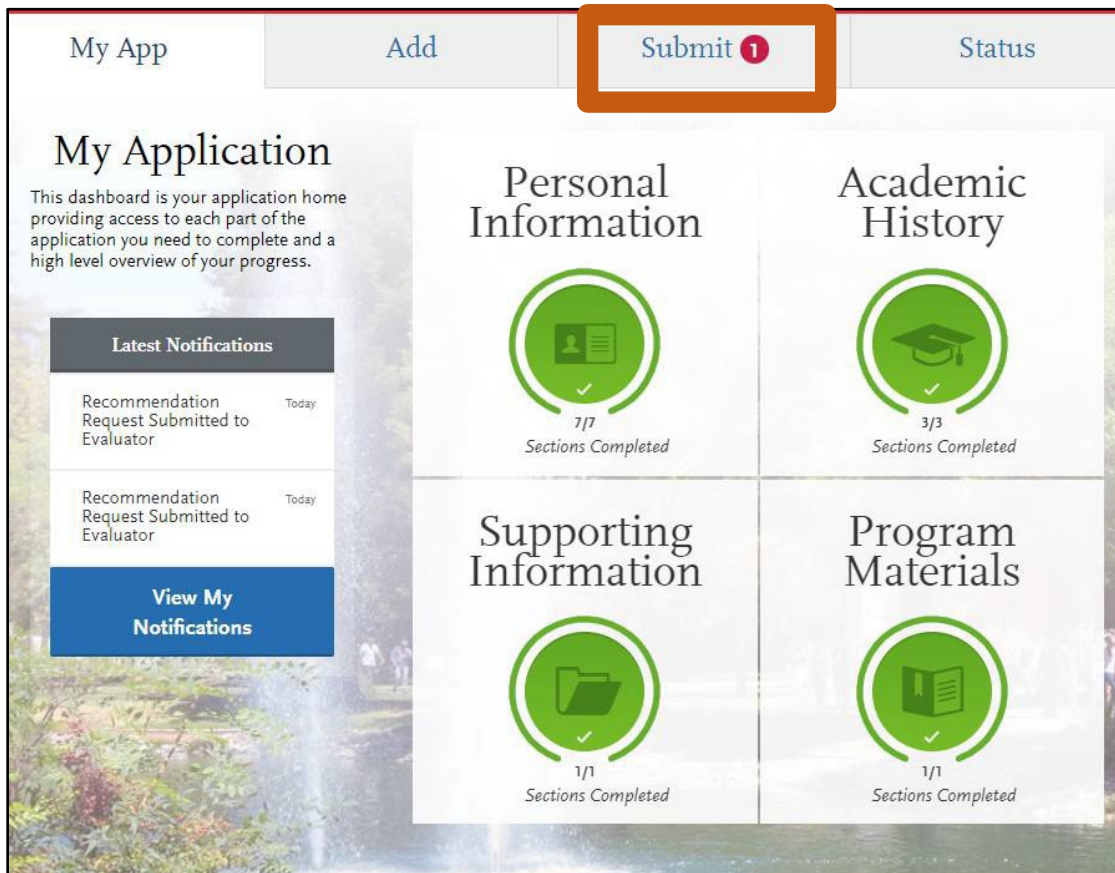 My App
Add
Submit 1
Status
My Application
This dashboard is your application home
providing access to each part of the
application you need to complete and a
high level overview of your progress.
Latest Notifications
Recommendation
Request Submitted to
Evaluator
Today
Recommendation
Request Submitted to
Evaluator
Today
View My
Notifications
Personal
Information
7/7
Sections Completed
Academic
History
3/3
Sections Completed
Supporting
Information
1/1
Sections Completed
Program
Materials
1/1
Sections Completed